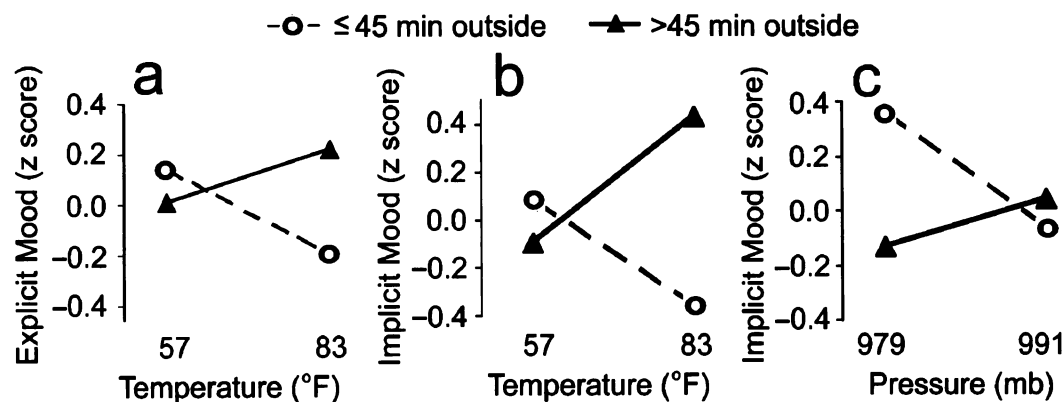 ≤ 45 min outside >45 min outside
a b c
Explicit Mood (z score)
0.4
0.2
0.0
−0.2
−0.4
57 83
Temperature (°F)
Implicit Mood (z score)
0.4
0.2
0.0
−0.2
−0.4
57 83
Temperature (°F)
Implicit Mood (z score)
0.4
0.2
0.0
−0.2
−0.4
979 991
Pressure (mb)